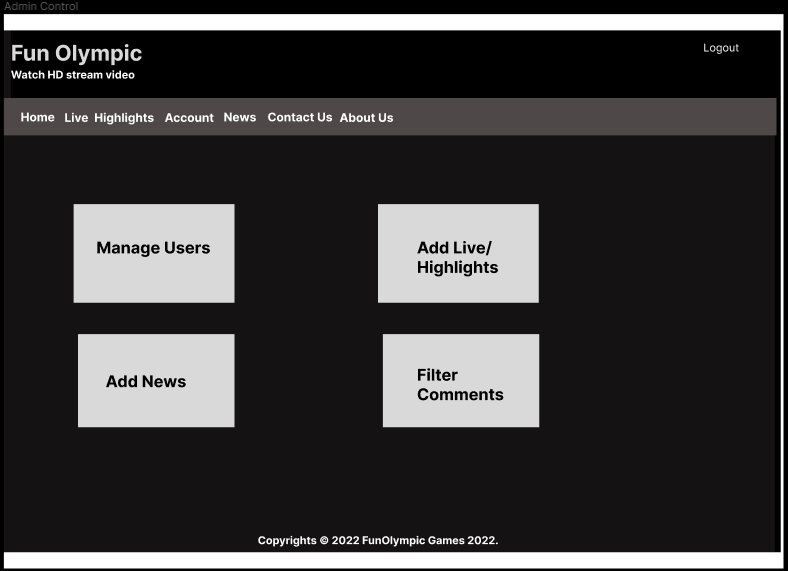 Admin Control
Fun Olympic
Logout
Watch HD stream video
Home Live Highlights Account News Contact Us About Us
Manage Users
Add Live/
Highlights
Add News
Filter
Comments
Copyrights © 2022 FunOlympic Games 2022.